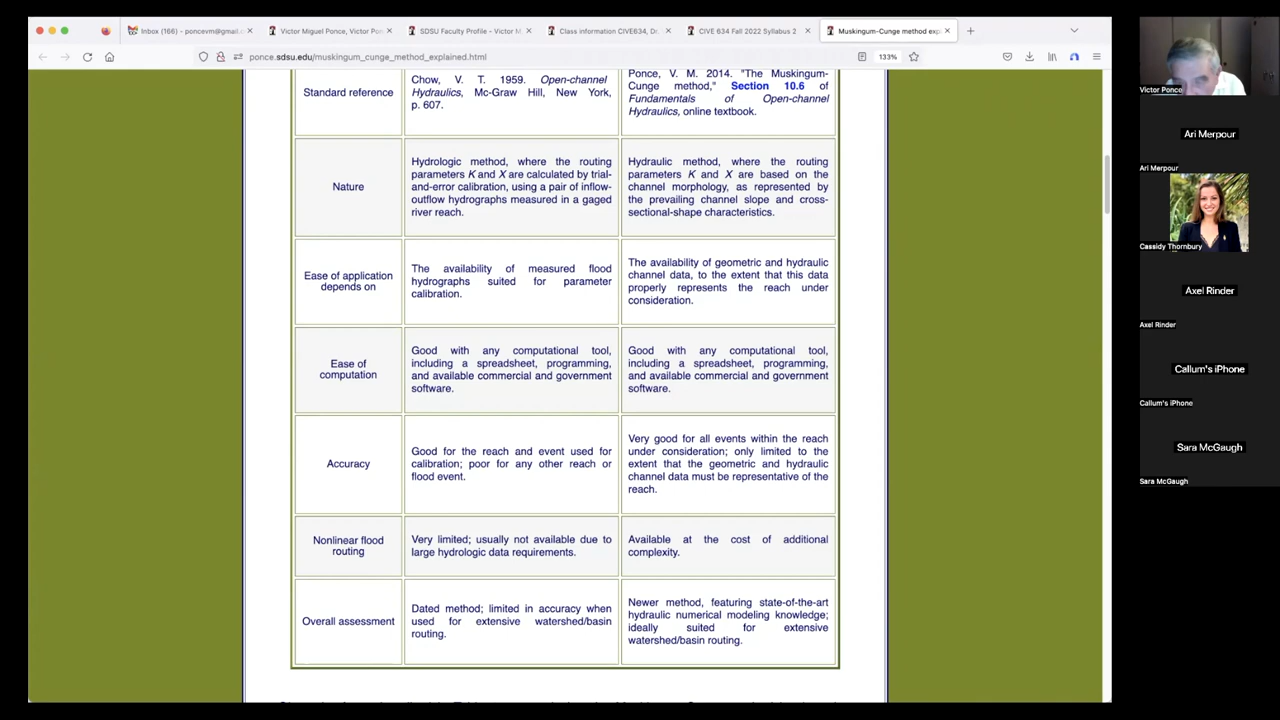 Inbox (166) - poncevm@gmail.c
Victor Miguel Ponce, Victor Pon
SDSU Faculty Profile - Victor M
Class information CIVE634, Dr.
CIVE 634 Fall 2022 Syllabus 2
Muskingum-Cunge method exp
ponce.sdsu.edu/muskingum_cunge_method_explained.html
133%
Standard reference
Chow, V. T. 1959. Open-channel
Hydraulics, McGraw Hill, New York,
p. 607.
Ponce, V. M. 2014. "The Muskingum-
Cunge method," Section 10.6 of
Fundamentals of Open-channel
Hydraulics, online textbook.
Nature
Hydrologic method, where the routing
parameters K and X are calculated by trial-
and-error calibration, using a pair of inflow-
outflow hydrographs measured in a gaged
river reach.
Hydraulic method, where the routing
parameters K and X are based on the
channel morphology, as represented by
the prevailing channel slope and cross-
sectional-shape characteristics.
Ease of application
depends on
The availability of measured flood
hydrographs suited for parameter
calibration.
The availability of geometric and hydraulic
channel data, to the extent that this data
properly represents the reach under
consideration.
Ease of
computation
Good with any computational tool,
including a spreadsheet, programming,
and available commercial and government
software.
Good with any computational tool,
including a spreadsheet, programming,
and available commercial and government
software.
Accuracy
Good for the reach and event used for
calibration; poor for any other reach or
flood event.
Very good for all events within the reach
under consideration; only limited to the
extent that the geometric and hydraulic
channel data must be representative of the
reach.
Nonlinear flood
routing
Very limited; usually not available due to
large hydrologic data requirements.
Available at the cost of additional
complexity.
Overall assessment
Dated method; limited in accuracy when
used for extensive watershed/basin
routing.
Newer method, featuring state-of-the-art
hydraulic numerical modeling knowledge;
ideally suited for extensive
watershed/basin routing.
Victor Ponce
Ari Merpour
Ari Merpour
Cassidy Thornbury
Axel Rinder
Axel Rinder
Callum's iPhone
Callum's iPhone
Sara McGaugh
Sara McGaugh